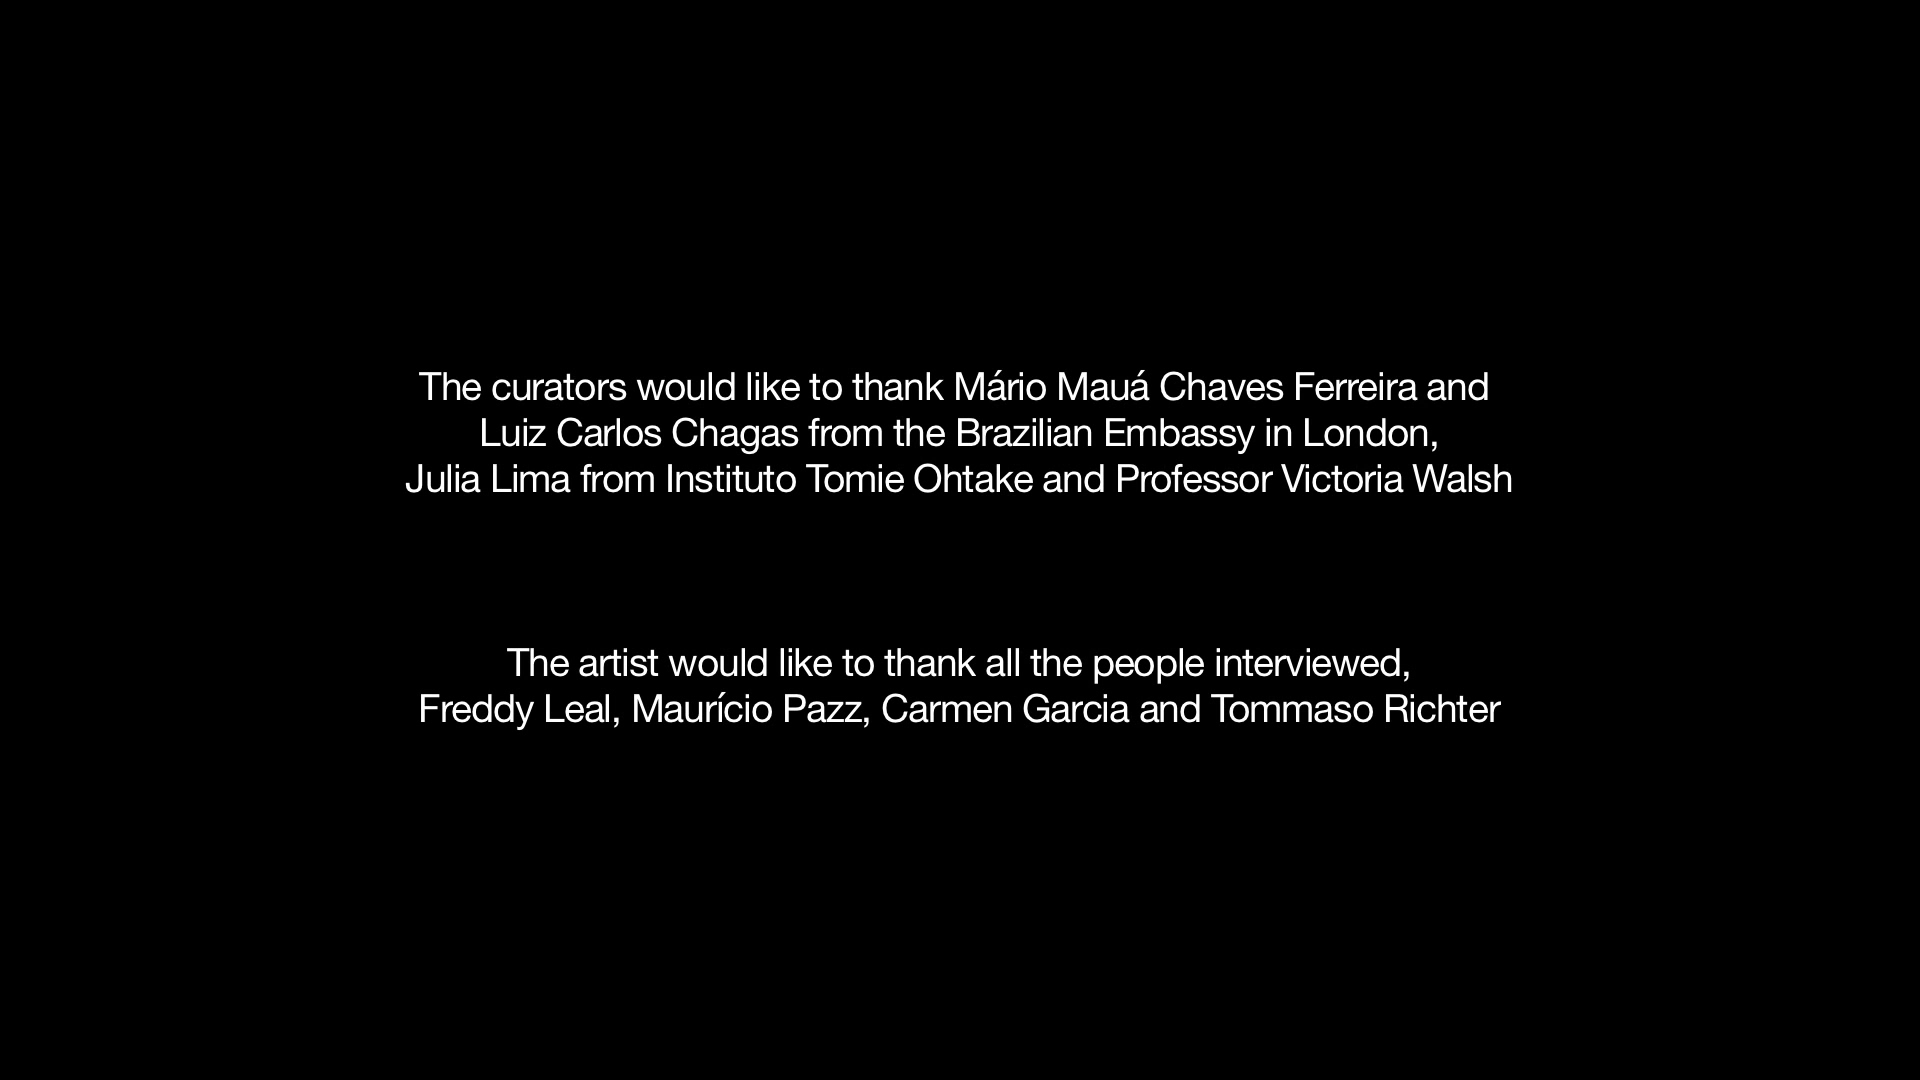 The curators would like to thank Mário Mauá Chaves Ferreira and
Luiz Carlos Chagas from the Brazilian Embassy in London,
Julia Lima from Instituto Tomie Ohtake and Professor Victoria Walsh
The artist would like to thank all the people interviewed,
Freddy Leal, Maurício Pazz, Carmen Garcia and Tommaso Richter